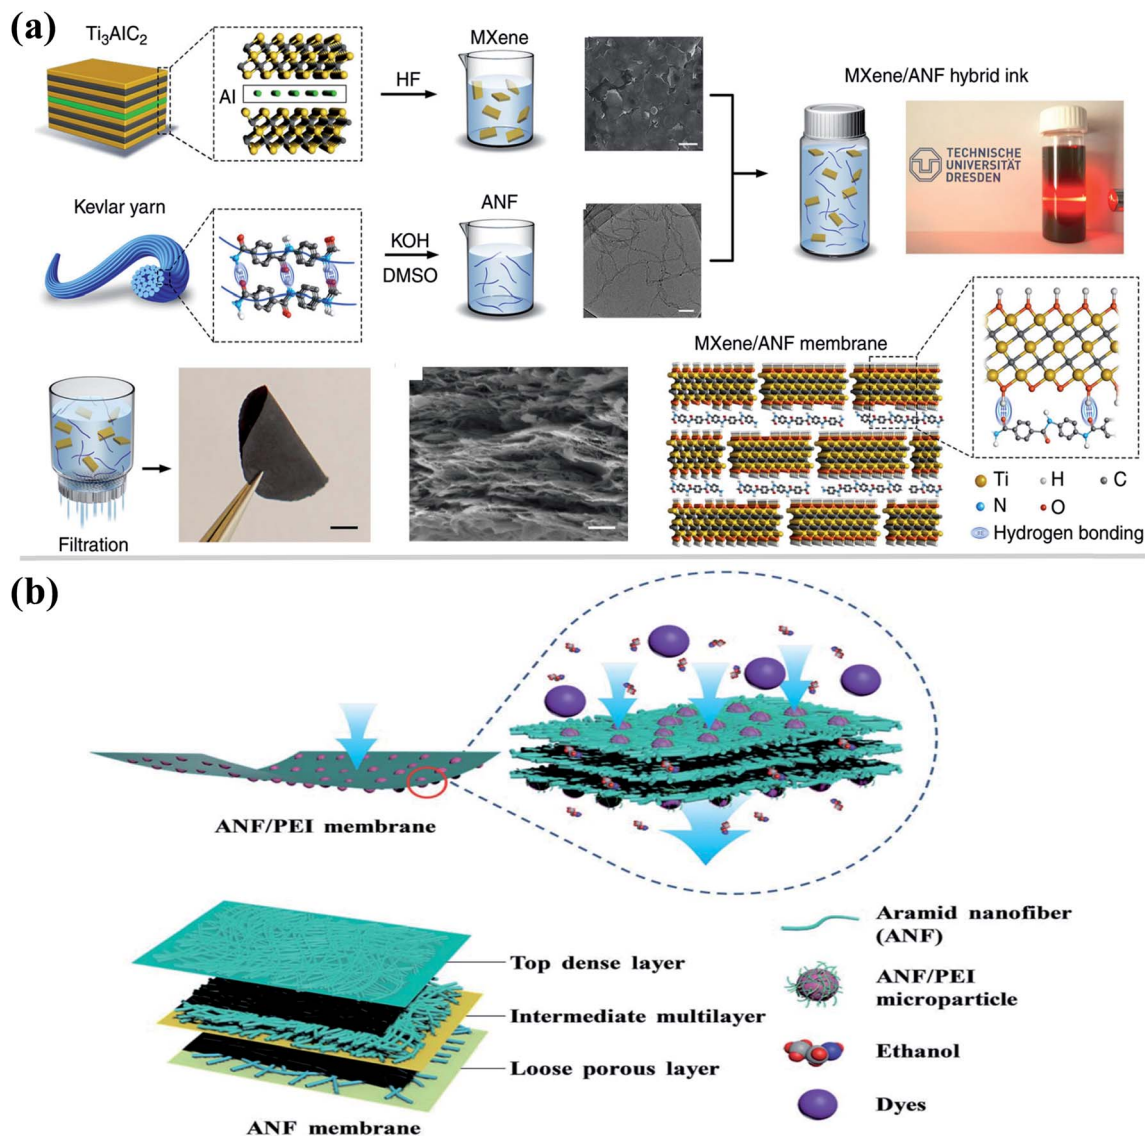 (a)
Ti₃AlC₂
Al
HF
MXene
MXene/ANF hybrid ink
TECHNISCHE
UNIVERSITÄT
DRESDEN
Kevlar yarn
KOH
DMSO
ANF
Filtration
MXene/ANF membrane
Ti
H
C
N
O
Hydrogen bonding
(b)
ANF/PEI membrane
Top dense layer
Intermediate multilayer
Loose porous layer
ANF membrane
Aramid nanofiber
(ANF)
ANF/PEI
microparticle
Ethanol
Dyes